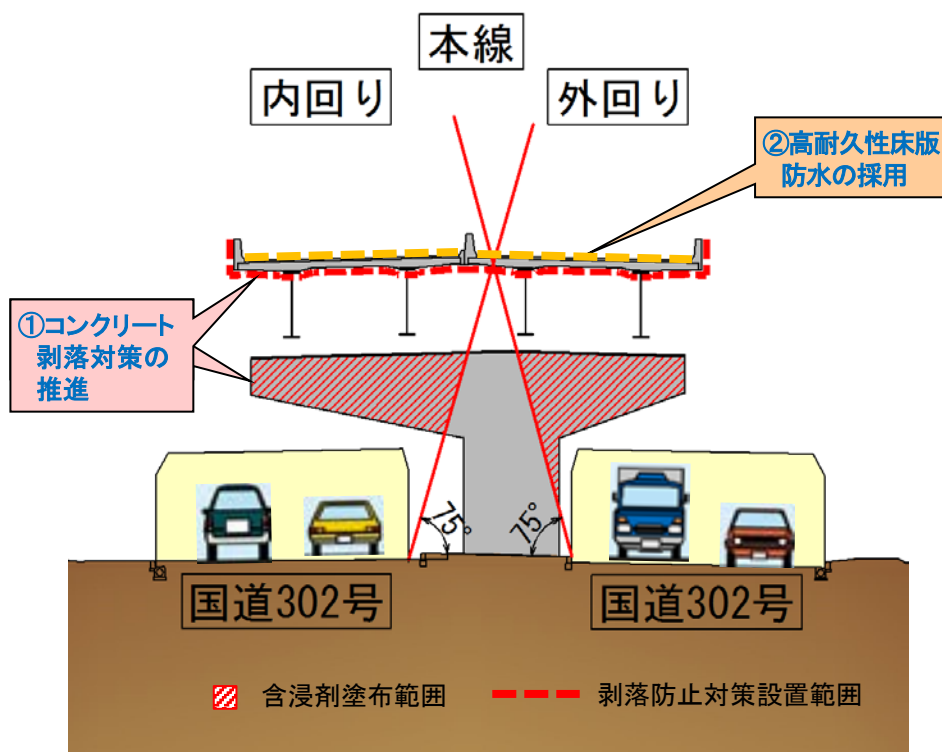 本線
内回り
外回り
②高耐久性床版
防水の採用
①コンクリート
剥落対策の
推進
75°
75°
国道302号
国道302号
含浸剤塗布範囲
剥落防止対策設置範囲